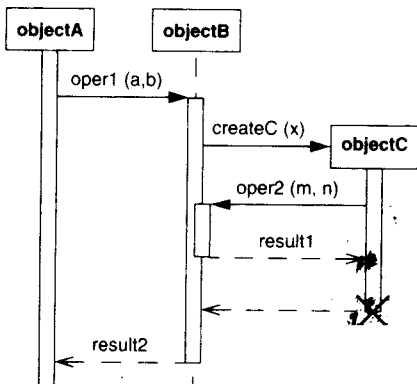 objectA
objectB
oper1 (a,b)
createC (x)
objectC
oper2 (m, n)
result1
result2